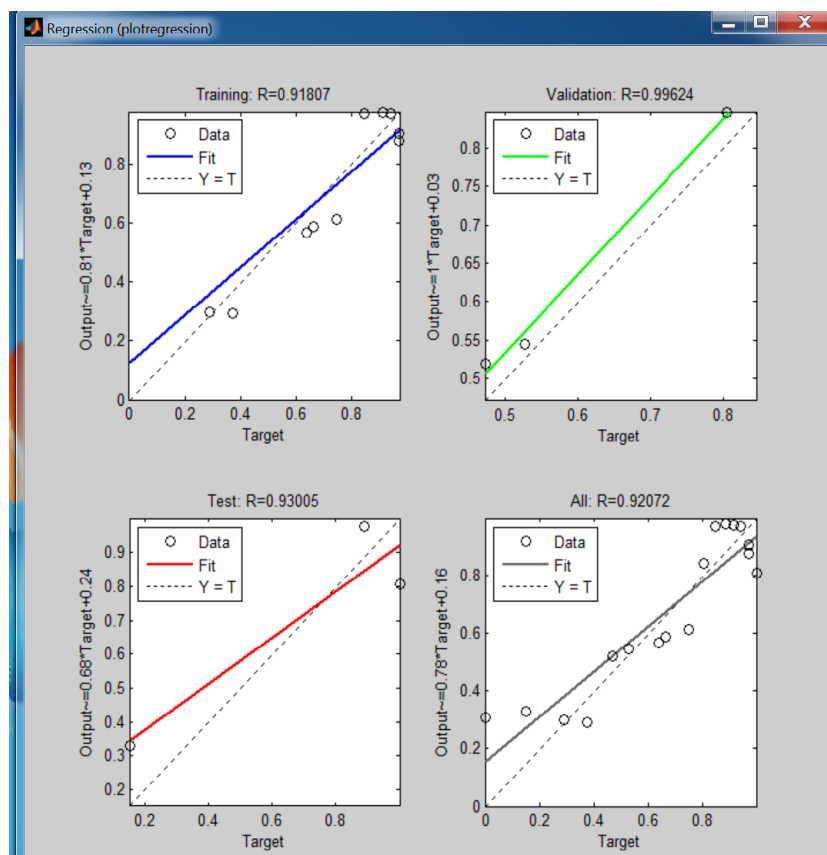 Regression (plotregression)
Training: R=0.91807
Output~=0.81*Target+0.13
Data
Fit
Y = T
0.8
0.6
0.4
0.2
0
0 0.2 0.4 0.6 0.8
Target
Validation: R=0.99624
Output~=1*Target+0.03
Data
Fit
Y = T
0.8
0.75
0.7
0.65
0.6
0.55
0.5
0.5 0.6 0.7 0.8
Target
Test: R=0.93005
Output~=0.68*Target+0.24
Data
Fit
Y = T
0.9
0.8
0.7
0.6
0.5
0.4
0.3
0.2
0.2 0.4 0.6 0.8
Target
All: R=0.92072
Output~=0.78*Target+0.16
Data
Fit
Y = T
0.8
0.6
0.4
0.2
0
0 0.2 0.4 0.6 0.8
Target